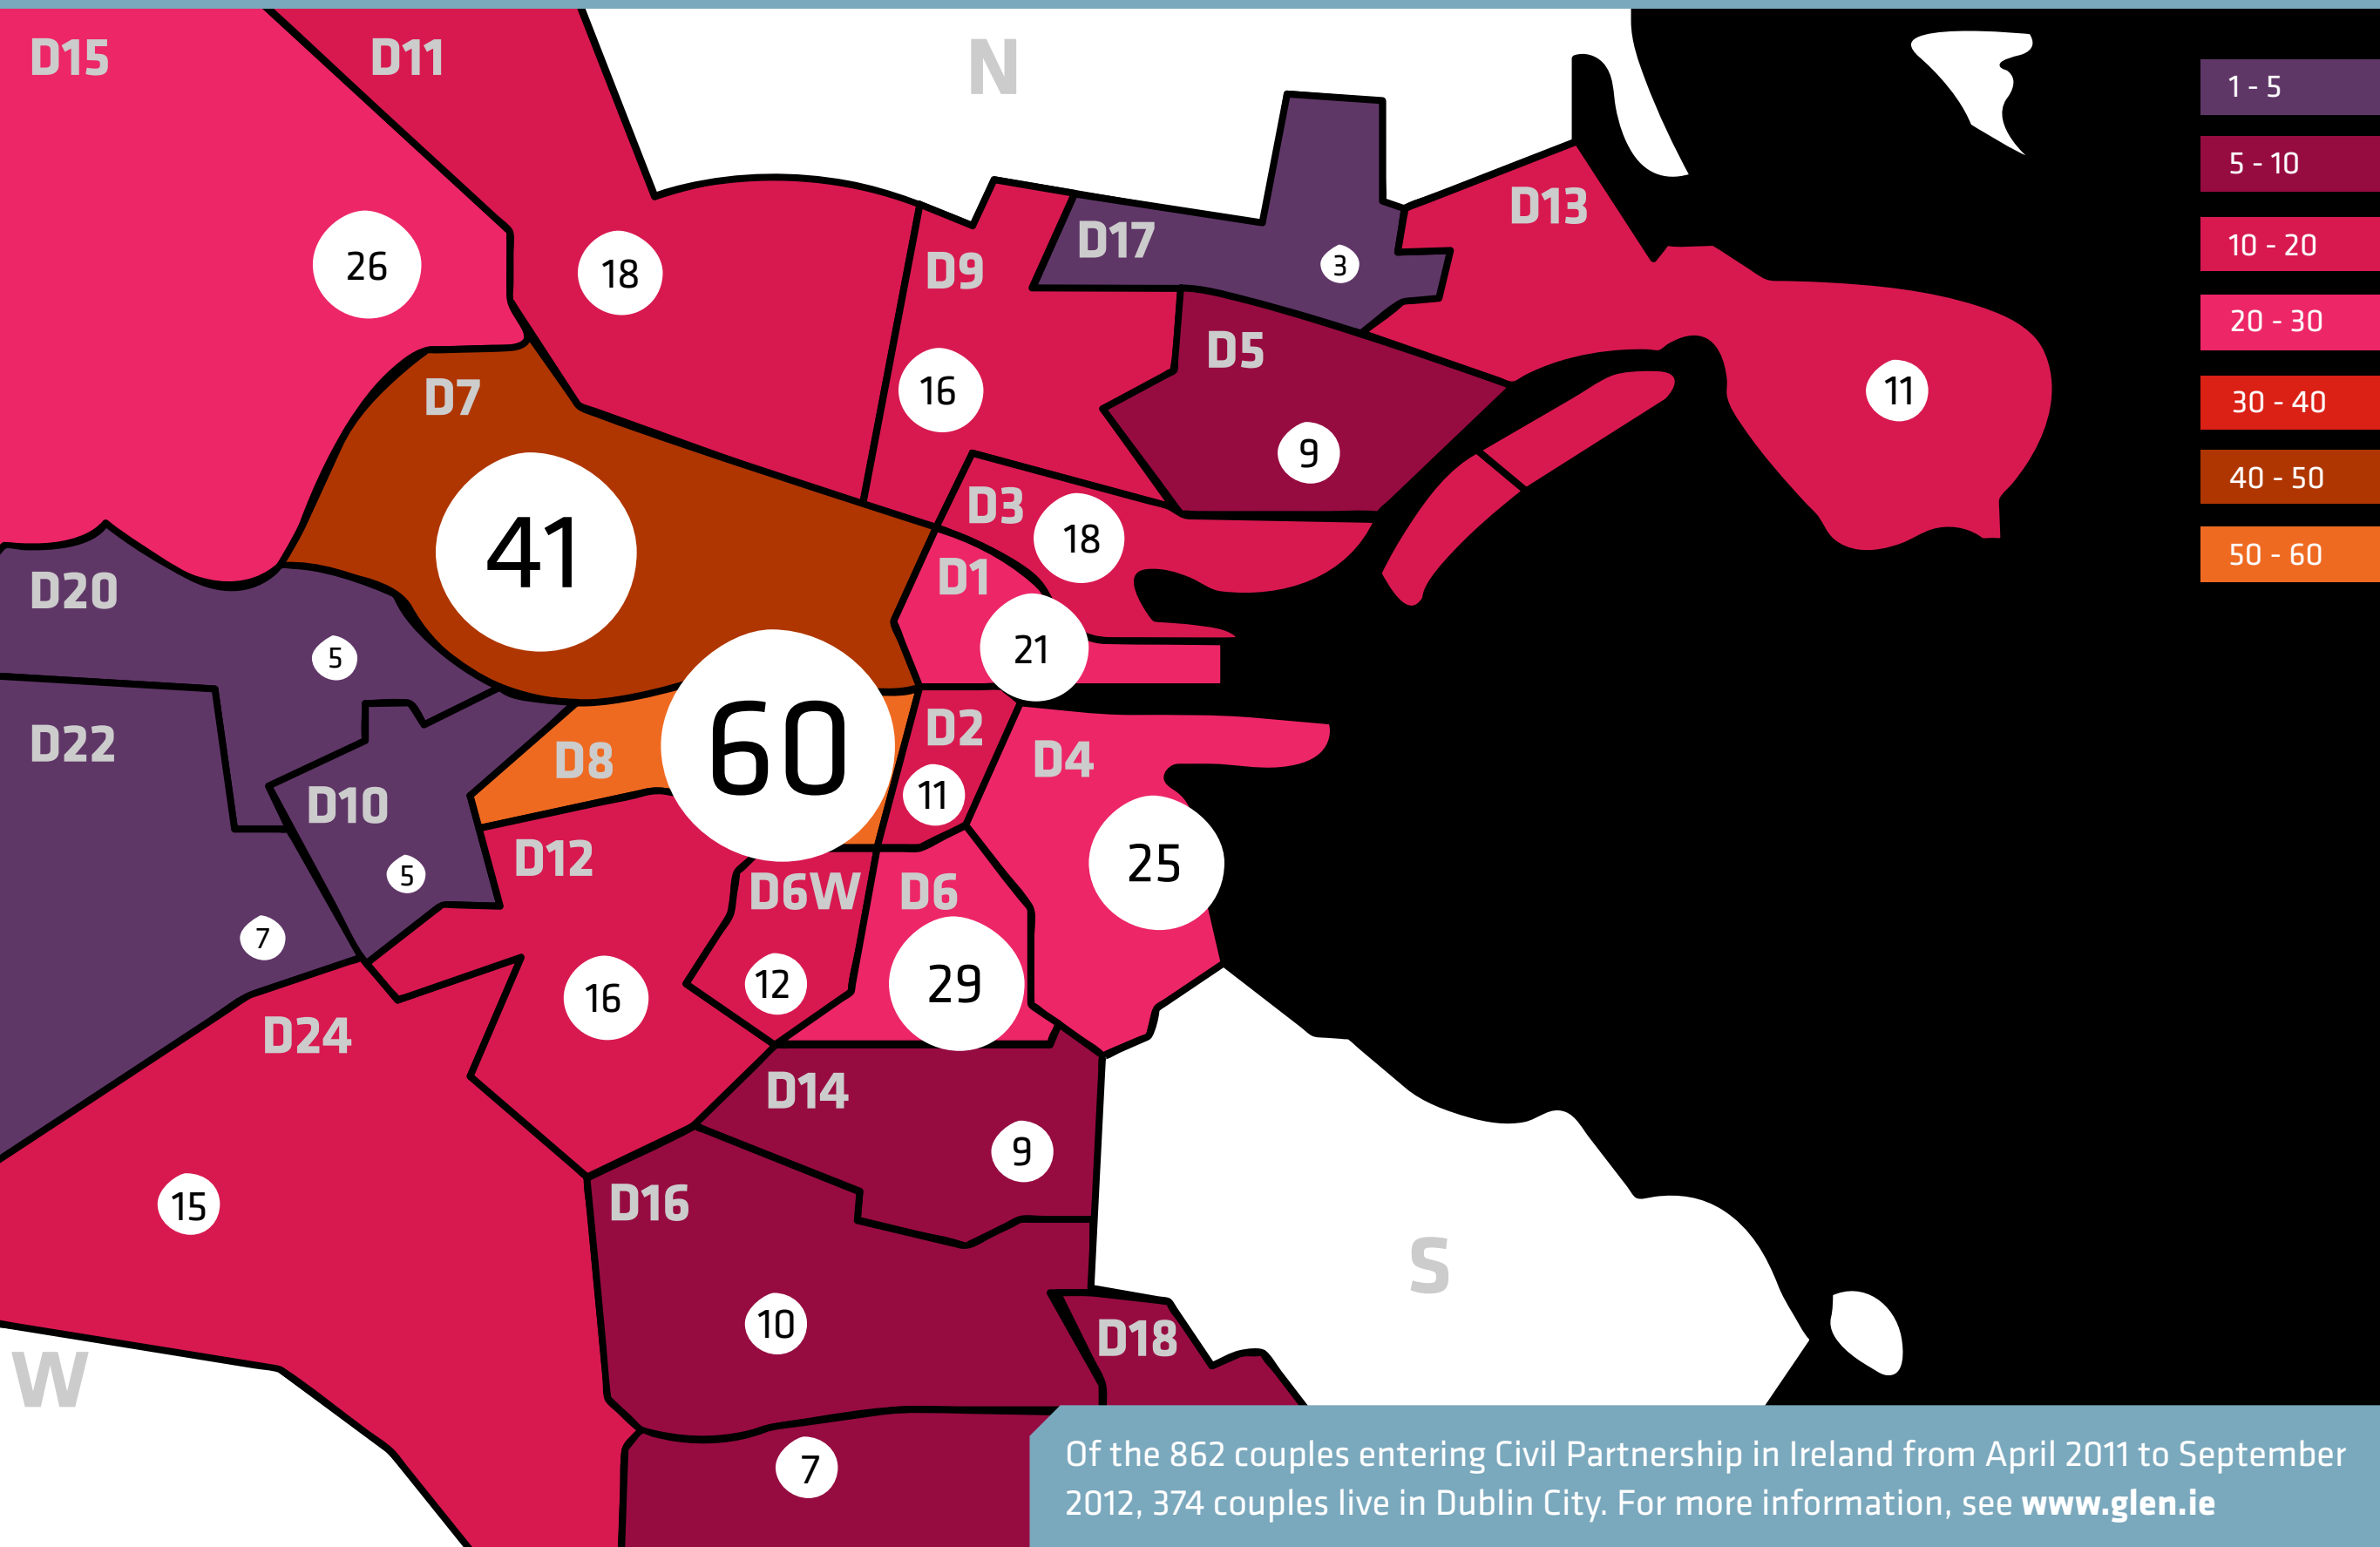 N
D15
D11
1 - 5
5 - 10
D13
D17
10 - 20
26
18
D9
3
20 - 30
D5
D7
16
11
30 - 40
9
40 - 50
D3
41
18
50 - 60
D20
D1
5
21
D22
60
D2
D8
D4
D10
11
D12
25
5
D6W
D6
7
16
12
29
D24
D14
9
15
D16
S
10
D18
W
7
Of the 862 couples entering Civil Partnership in Ireland from April 2011 to September
2012, 374 couples live in Dublin City. For more information, see www.glen.ie